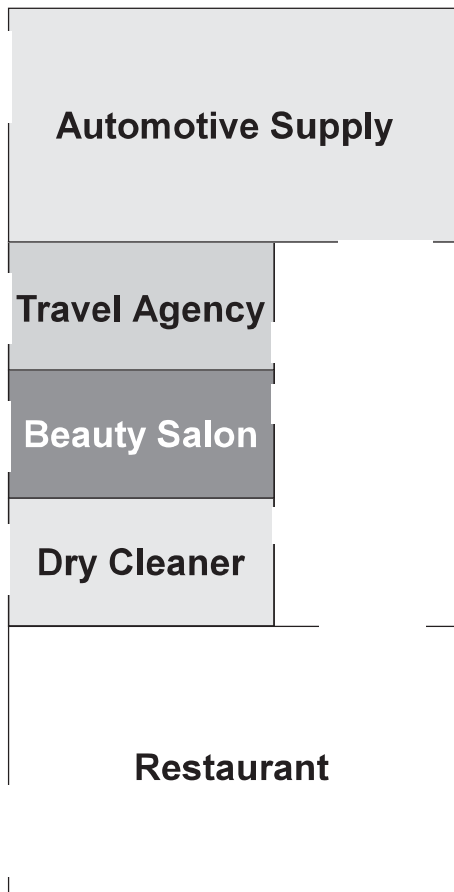 Automotive Supply
Travel Agency
Beauty Salon
Dry Cleaner
Restaurant